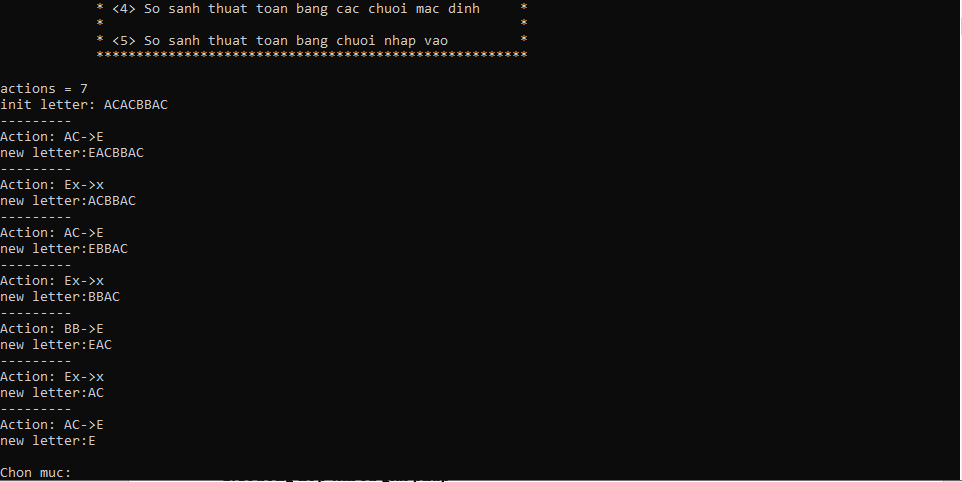 * <4> So sanh thuat toan bang cac chuoi mac dinh *
* *
* <5> So sanh thuat toan bang chuoi nhap vao *
******************************************************
actions = 7
init letter: ACACBBAC
---------
Action: AC->E
new letter:EACBBAC
---------
Action: Ex->x
new letter:ACBBAC
---------
Action: AC->E
new letter:EBBAC
---------
Action: Ex->x
new letter:BBAC
---------
Action: BB->E
new letter:EAC
---------
Action: Ex->x
new letter:AC
---------
Action: AC->E
new letter:E
Chon muc: